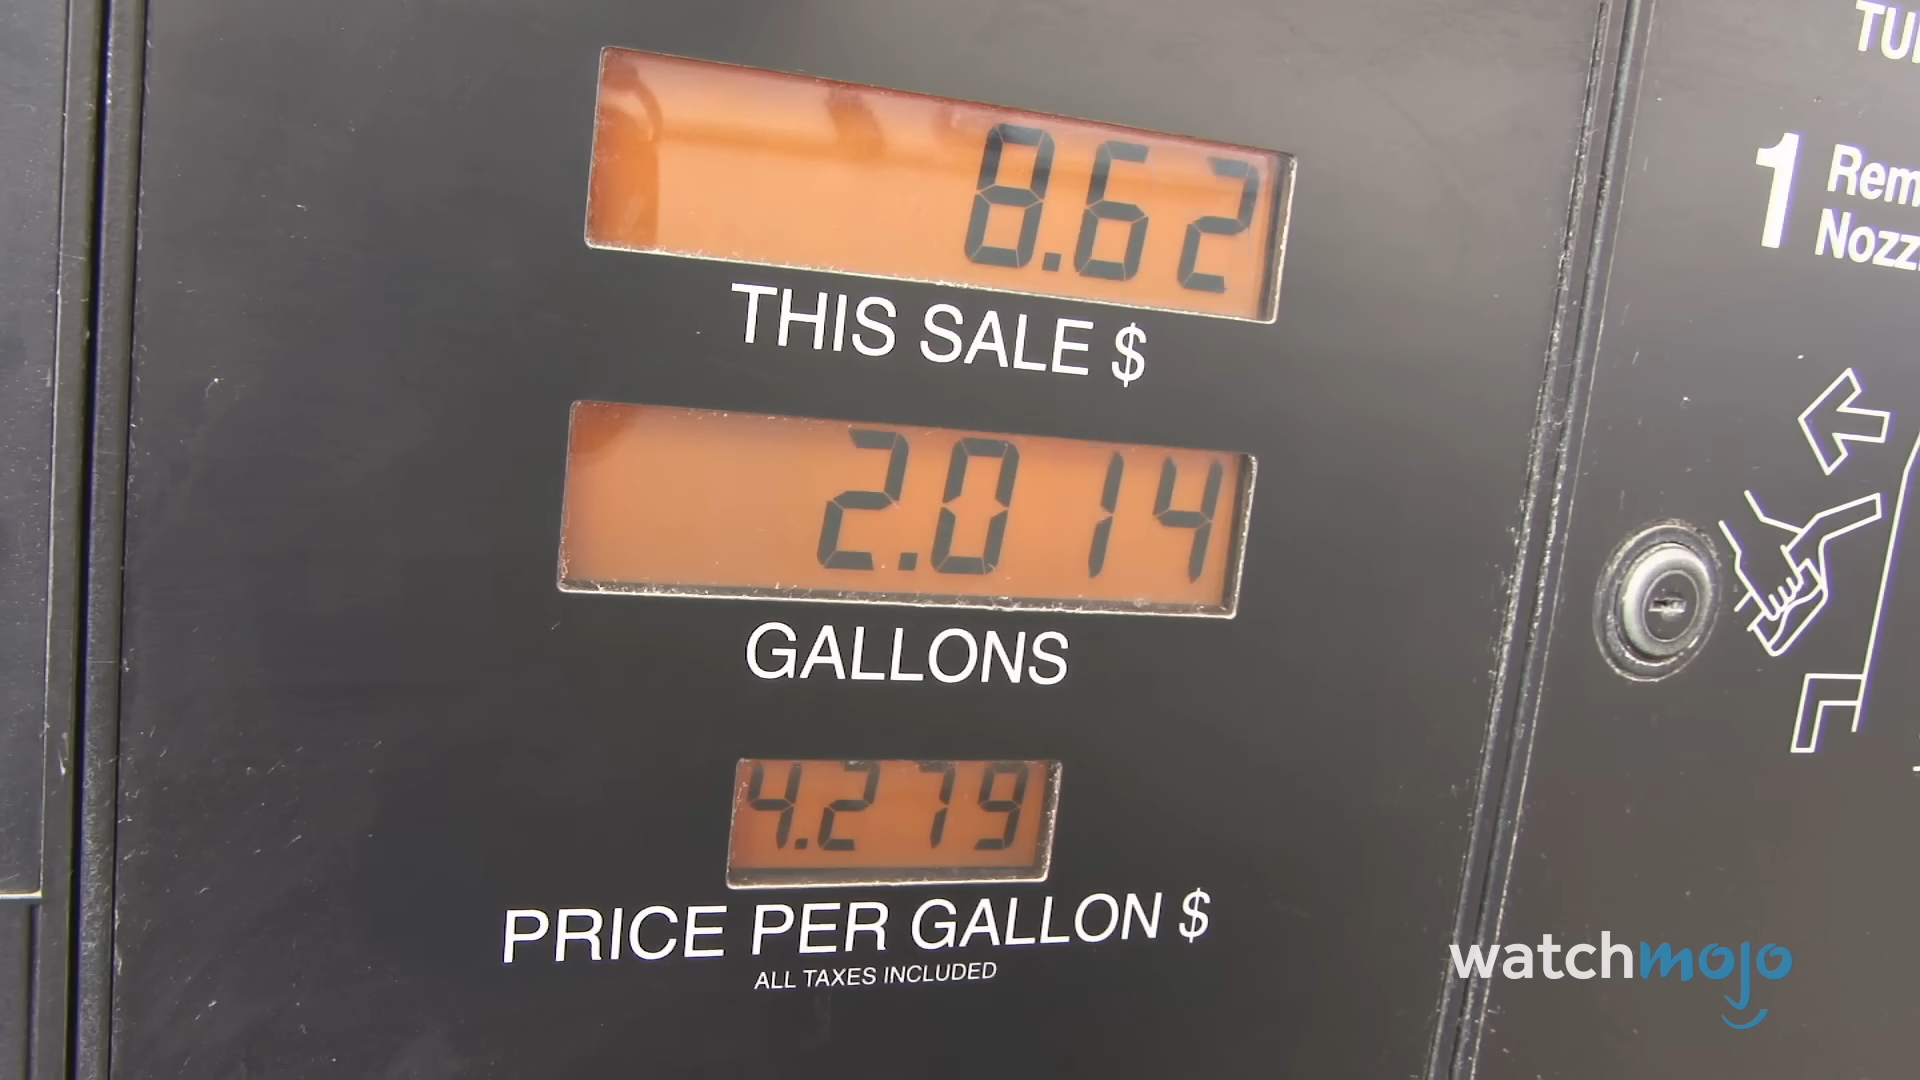 8.62
THIS SALE $
2.014
GALLONS
4.279
PRICE PER GALLON $
ALL TAXES INCLUDED
1
watchmojo